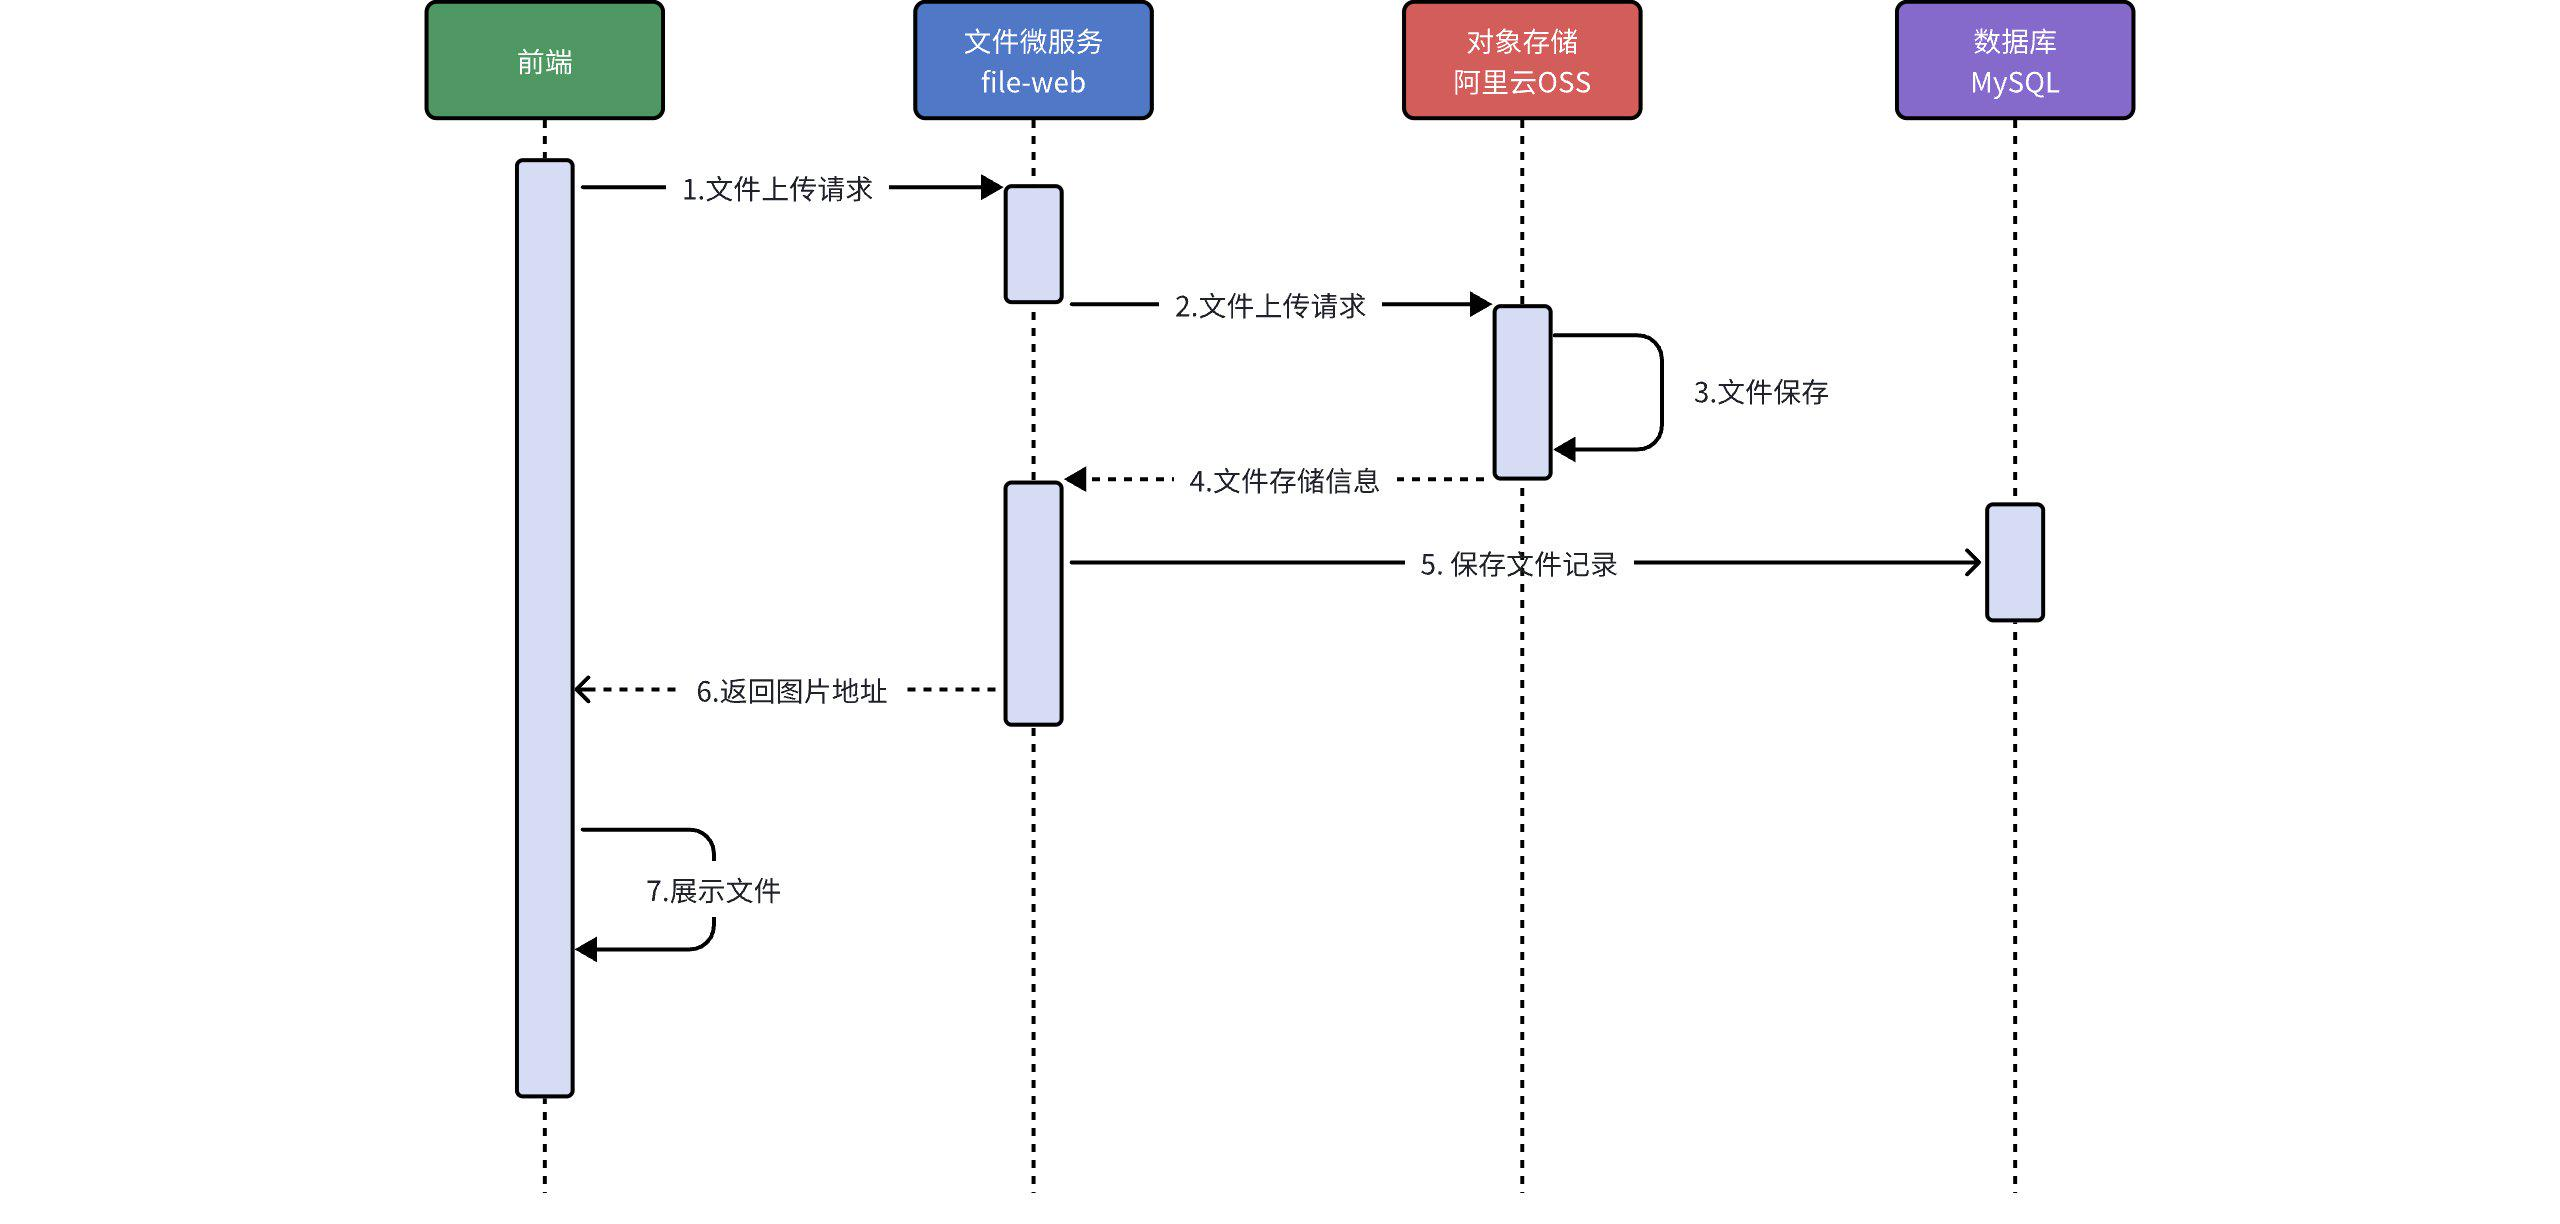 前端
文件微服务
file-web
对象存储
阿里云OSS
数据库
MySQL
1.文件上传请求
2.文件上传请求
3.文件保存
4.文件存储信息
5. 保存文件记录
6.返回图片地址
7.展示文件